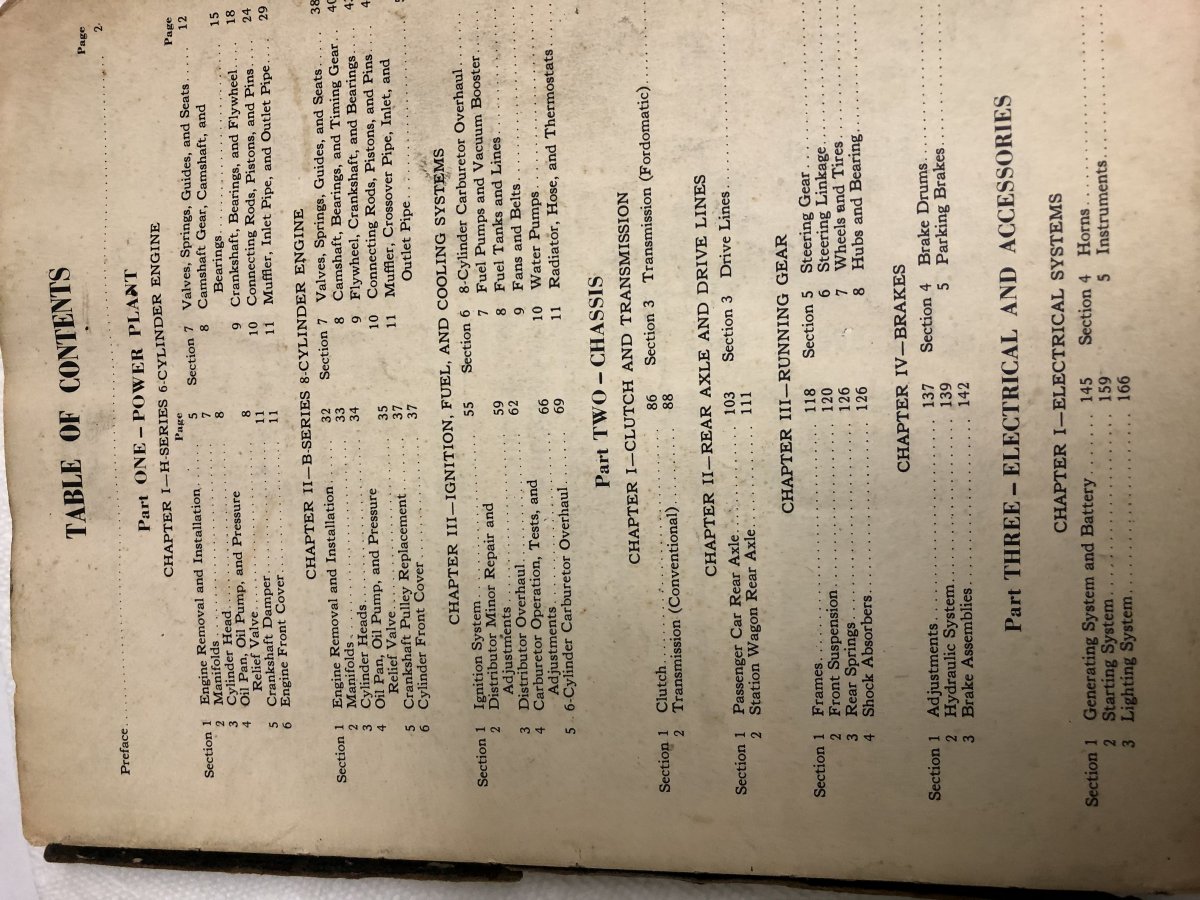 TABLE OF CONTENTS
Page
Preface........................ 2
Part ONE – POWER PLANT
CHAPTER I—H-SERIES 6-CYLINDER ENGINE
Page
Section 1 Engine Removal and Installation.... 5
2 Manifolds.... 7
3 Cylinder Head.... 8
4 Oil Pan, Oil Pump, and Pressure
Relief Valve.... 8
5 Crankshaft Damper.... 11
6 Engine Front Cover.... 11
Page
Section 7 Valves, Springs, Guides, and Seats.... 12
8 Camshaft Gear, Camshaft, and
Bearings.... 15
9 Crankshaft, Bearings, and Flywheel.... 18
10 Connecting Rods, Pistons, and Pins.... 24
11 Muffler, Inlet Pipe, and Outlet Pipe.... 29
CHAPTER II—B-SERIES 8-CYLINDER ENGINE
Section 1 Engine Removal and Installation.... 32
2 Manifolds.... 33
3 Cylinder Heads.... 34
4 Oil Pan, Oil Pump, and Pressure
Relief Valve.... 35
5 Crankshaft Pulley Replacement.... 37
6 Cylinder Front Cover.... 37
Section 7 Valves, Springs, Guides, and Seats.... 38
8 Camshaft, Bearings, and Timing Gear
9 Flywheel, Crankshaft, and Bearings
10 Connecting Rods, Pistons, and Pins
11 Muffler, Crossover Pipe, Inlet, and
Outlet Pipe....
CHAPTER III—IGNITION, FUEL, AND COOLING SYSTEMS
Section 1 Ignition System.... 55
2 Distributor Minor Repair and
Adjustments.... 59
3 Distributor Overhaul.... 62
4 Carburetor Operation, Tests, and
Adjustments.... 66
5 6-Cylinder Carburetor Overhaul.... 69
Section 6 8-Cylinder Carburetor Overhaul....
7 Fuel Pumps and Vacuum Booster
8 Fuel Tanks and Lines....
9 Fans and Belts....
10 Water Pumps....
11 Radiator, Hose, and Thermostats
Part TWO – CHASSIS
CHAPTER I—CLUTCH AND TRANSMISSION
Section 1 Clutch.... 86
2 Transmission (Conventional).... 88
Section 3 Transmission (Fordomatic)....
CHAPTER II—REAR AXLE AND DRIVE LINES
Section 1 Passenger Car Rear Axle.... 103
2 Station Wagon Rear Axle.... 111
Section 3 Drive Lines....
CHAPTER III—RUNNING GEAR
Section 1 Frames.... 118
2 Front Suspension.... 120
3 Rear Springs.... 126
4 Shock Absorbers.... 126
Section 5 Steering Gear....
6 Steering Linkage....
7 Wheels and Tires....
8 Hubs and Bearing....
CHAPTER IV—BRAKES
Section 1 Adjustments.... 137
2 Hydraulic System.... 139
3 Brake Assemblies.... 142
Section 4 Brake Drums....
5 Parking Brakes....
Part THREE – ELECTRICAL AND ACCESSORIES
CHAPTER I—ELECTRICAL SYSTEMS
Section 1 Generating System and Battery.... 145
2 Starting System.... 159
3 Lighting System.... 166
Section 4 Horns....
5 Instruments....